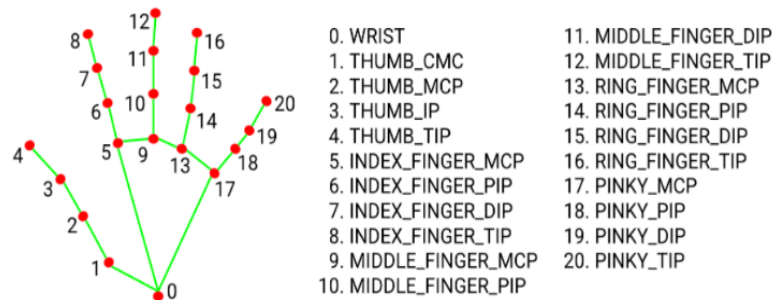 12
8
16
11
7
15
20
6
10
14
19
4
5
9
13
18
3
17
2
1
0
0. WRIST
1. THUMB_CMC
2. THUMB_MCP
3. THUMB_IP
4. THUMB_TIP
5. INDEX_FINGER_MCP
6. INDEX_FINGER_PIP
7. INDEX_FINGER_DIP
8. INDEX_FINGER_TIP
9. MIDDLE_FINGER_MCP
10. MIDDLE_FINGER_PIP
11. MIDDLE_FINGER_DIP
12. MIDDLE_FINGER_TIP
13. RING_FINGER_MCP
14. RING_FINGER_PIP
15. RING_FINGER_DIP
16. RING_FINGER_TIP
17. PINKY_MCP
18. PINKY_PIP
19. PINKY_DIP
20. PINKY_TIP